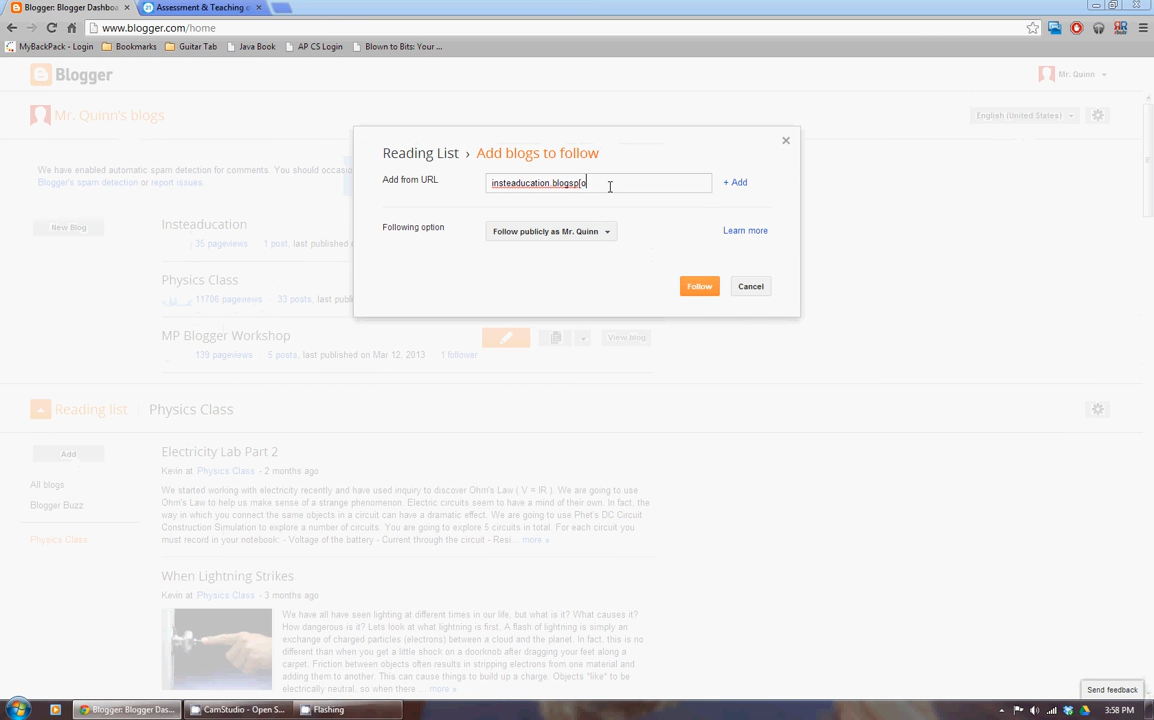 Blogger: Blogger Dashboa
Assessment & Teaching o
www.blogger.com/home
MyBackPack - Login
Bookmarks
Guitar Tab
Java Book
AP CS Login
Blown to Bits: Your ...
Blogger
Mr. Quinn
Mr. Quinn's blogs
English (United States)
We have enabled automatic spam detection for comments. You should occasio
Blogger's spam detection or report issues.
Reading List › Add blogs to follow
Add from URL
insteaducation.blogsp[o
+ Add
Following option
Follow publicly as Mr. Quinn
Learn more
Follow
Cancel
New Blog
Insteaducation
35 pageviews 1 post, last published
Physics Class
11706 pageviews 33 posts, last publ
MP Blogger Workshop
View blog
139 pageviews 5 posts, last published on Mar 12, 2013 1 follower
Reading list
Physics Class
Add
All blogs
Blogger Buzz
Physics Class
Electricity Lab Part 2
Kevin at Physics Class - 2 months ago
We started working with electricity recently and have used inquiry to discover Ohm's Law ( V = IR ). We are going to use
Ohm's Law to help us make sense of a strange phenomenon: Electric circuits seem to have a mind of their own. In fact, the
way in which you connect the same objects in a circuit can have a dramatic effect. We are going to use Phet's DC Circuit
Construction Simulation to explore a number of circuits. You are going to explore 5 circuits in total. For each circuit you
must record in your notebook: - Voltage of the battery - Current through the circuit - Resi... more »
When Lightning Strikes
Kevin at Physics Class - 3 months ago
We have all have seen lighting at different times in our life, but what is it? What causes it?
How dangerous is it? Lets look at what lightning is first. A flash of lightning is simply an
exchange of charged particles (electrons) between a cloud and the planet. In fact, this is no
different than when you get a little shock on a doorknob after dragging your feet along a
carpet. Friction between objects often results in stripping electrons from one material and
adding them to another. This can cause things to build up a charge. Objects *like* to be
electrically neutral, so when there ... more »
Send feedback
Blogger: Blogger Das...
CamStudio - Open S...
Flashing
3:58 PM